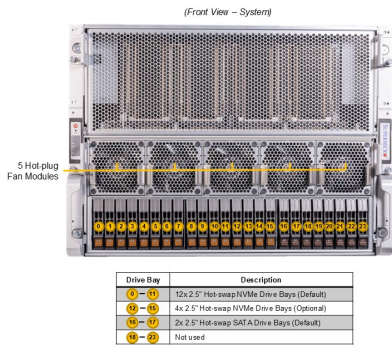 (Front View – System)
5 Hot-plug
Fan Modules
0 1 2 3 4 5 6 7 8 9 10 11 12 13 14 15 16 17 18 19 20 21 22 23
Drive Bay Description
0 – 11 12x 2.5" Hot-swap NVMe Drive Bays (Default)
12 – 15 4x 2.5" Hot-swap NVMe Drive Bays (Optional)
16 – 17 2x 2.5" Hot-swap SATA Drive Bays (Default)
18 – 23 Not used